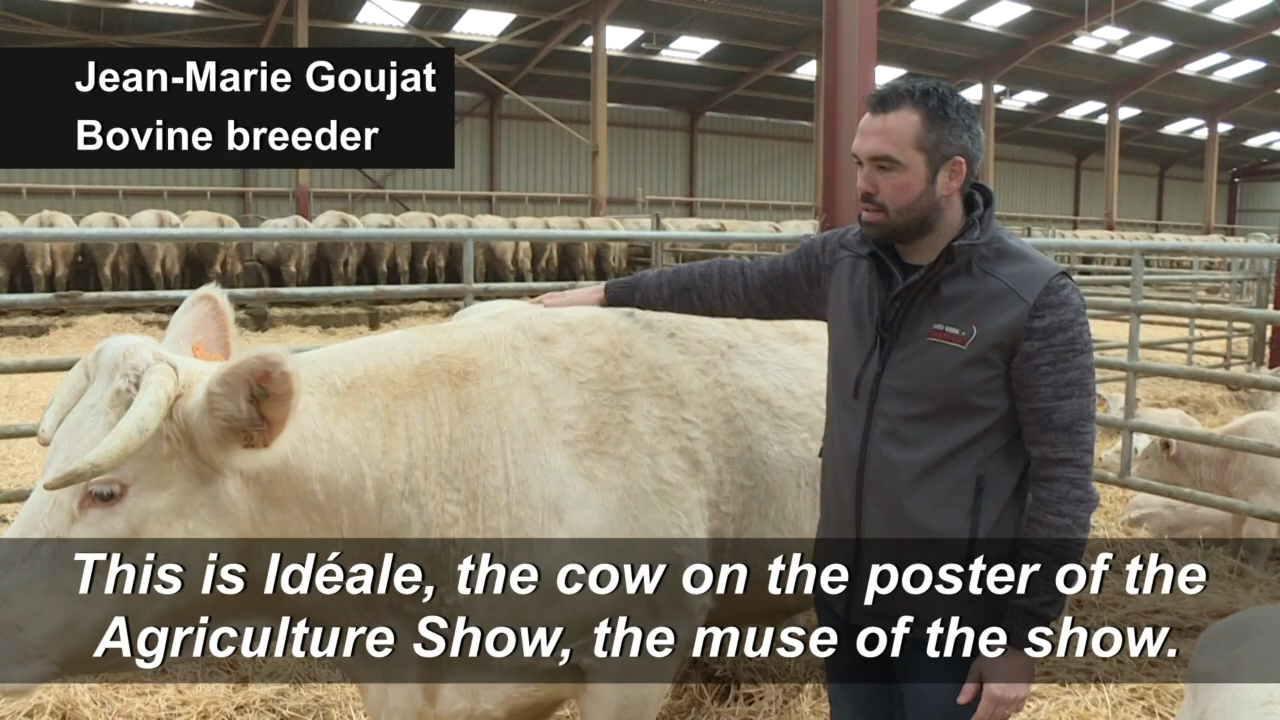 Jean-Marie Goujat
Bovine breeder
This is Idéale, the cow on the poster of the
Agriculture Show, the muse of the show.